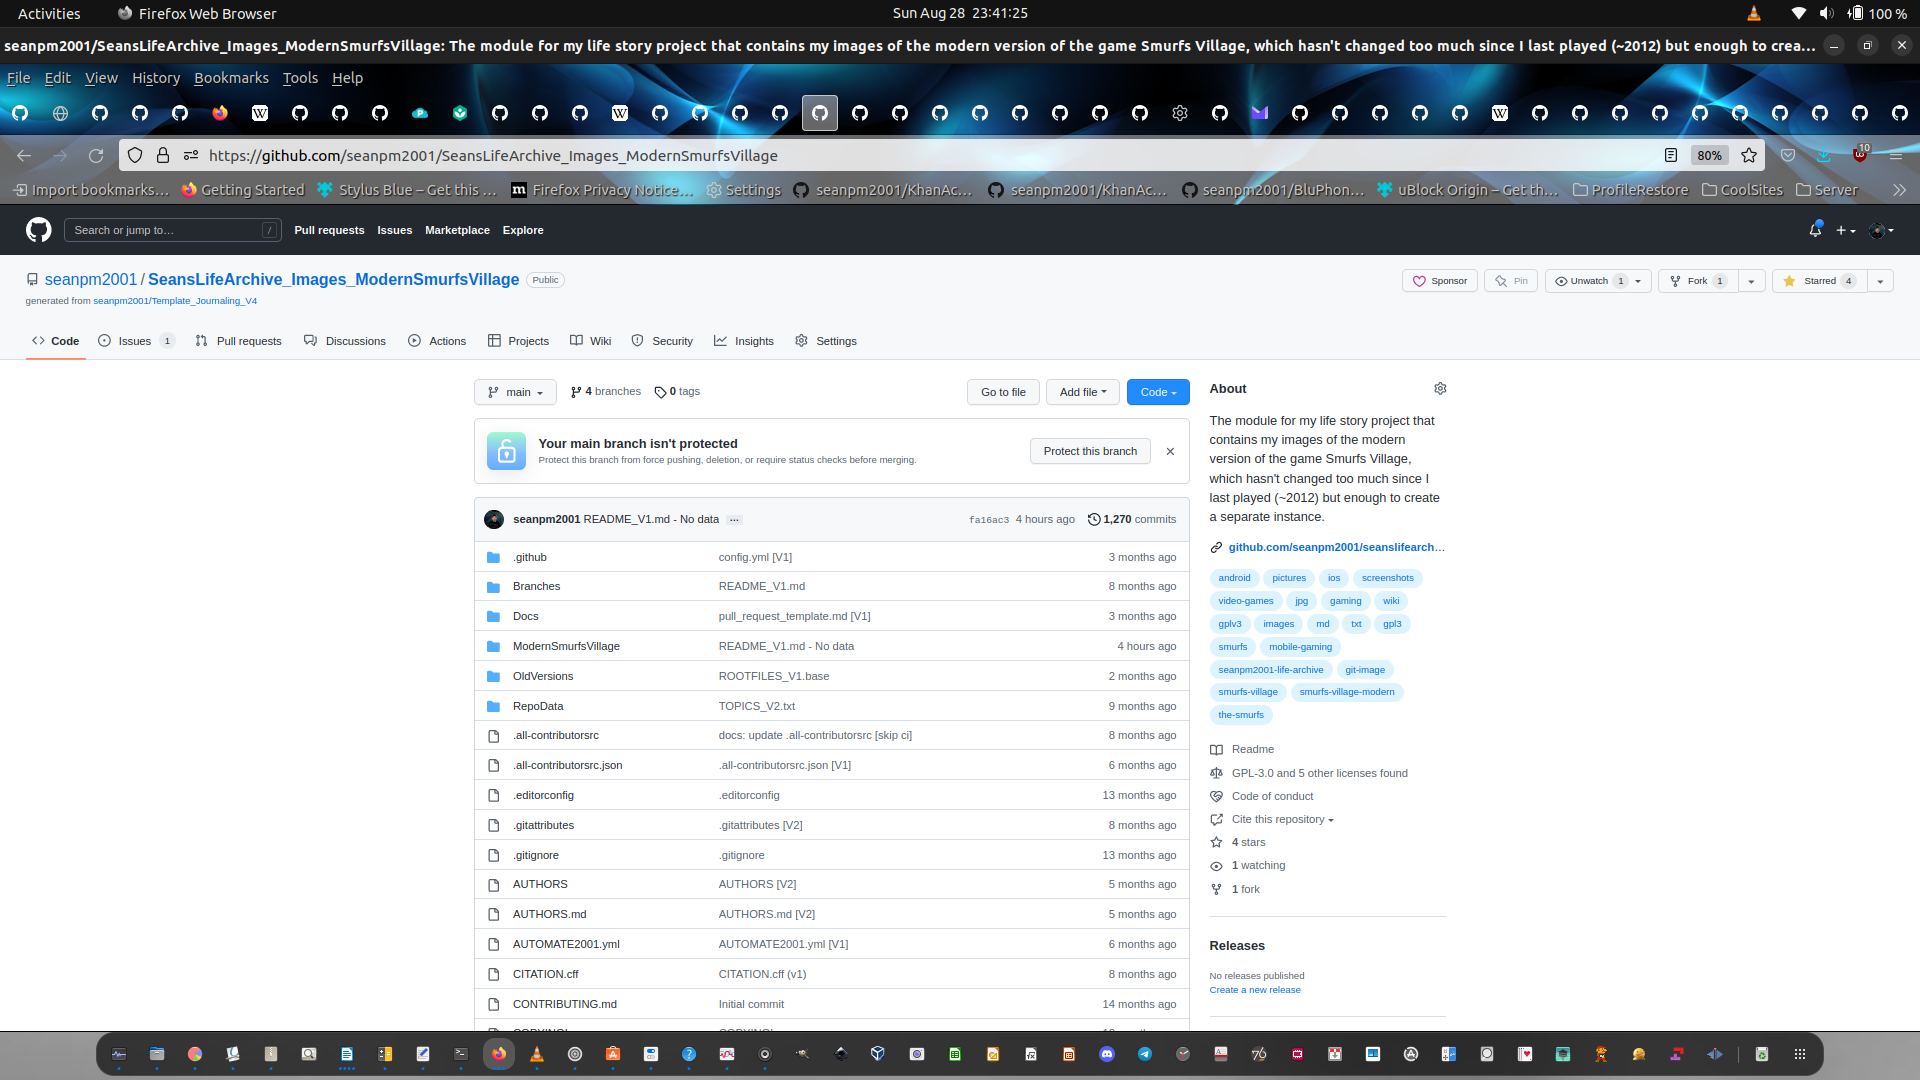 Activities Firefox Web Browser Sun Aug 28 23:41:25 100 %
seanpm2001/SeansLifeArchive_Images_ModernSmurfsVillage: The module for my life story project that contains my images of the modern version of the game Smurfs Village, which hasn't changed too much since I last played (~2012) but enough to crea…
File Edit View History Bookmarks Tools Help
https://github.com/seanpm2001/SeansLifeArchive_Images_ModernSmurfsVillage 80% 10
Import bookmarks… Getting Started Stylus Blue – Get this … Firefox Privacy Notice… Settings seanpm2001/KhanAc… seanpm2001/KhanAc… seanpm2001/BluPhon… uBlock Origin – Get th… ProfileRestore CoolSites Server
Search or jump to… / Pull requests Issues Marketplace Explore
seanpm2001 / SeansLifeArchive_Images_ModernSmurfsVillage Public Sponsor Pin Unwatch 1 Fork 1 Starred 4
generated from seanpm2001/Template_Journaling_V4
Code Issues 1 Pull requests Discussions Actions Projects Wiki Security Insights Settings
main 4 branches 0 tags Go to file Add file Code
Your main branch isn't protected
Protect this branch from force pushing, deletion, or require status checks before merging.
Protect this branch
seanpm2001 README_V1.md - No data … fa16ac3 4 hours ago 1,270 commits
.github config.yml [V1] 3 months ago
Branches README_V1.md 8 months ago
Docs pull_request_template.md [V1] 3 months ago
ModernSmurfsVillage README_V1.md - No data 4 hours ago
OldVersions ROOTFILES_V1.base 2 months ago
RepoData TOPICS_V2.txt 9 months ago
.all-contributorsrc docs: update .all-contributorsrc [skip ci] 8 months ago
.all-contributorsrc.json .all-contributorsrc.json [V1] 6 months ago
.editorconfig .editorconfig 13 months ago
.gitattributes .gitattributes [V2] 8 months ago
.gitignore .gitignore 13 months ago
AUTHORS AUTHORS [V2] 5 months ago
AUTHORS.md AUTHORS.md [V2] 5 months ago
AUTOMATE2001.yml AUTOMATE2001.yml [V1] 6 months ago
CITATION.cff CITATION.cff (v1) 8 months ago
CONTRIBUTING.md Initial commit 14 months ago
About
The module for my life story project that
contains my images of the modern
version of the game Smurfs Village,
which hasn't changed too much since I
last played (~2012) but enough to create
a separate instance.
github.com/seanpm2001/seanslifearch…
android pictures ios screenshots
video-games jpg gaming wiki
gplv3 images md txt gpl3
smurfs mobile-gaming
seanpm2001-life-archive git-image
smurfs-village smurfs-village-modern
the-smurfs
Readme
GPL-3.0 and 5 other licenses found
Code of conduct
Cite this repository
4 stars
1 watching
1 fork
Releases
No releases published
Create a new release